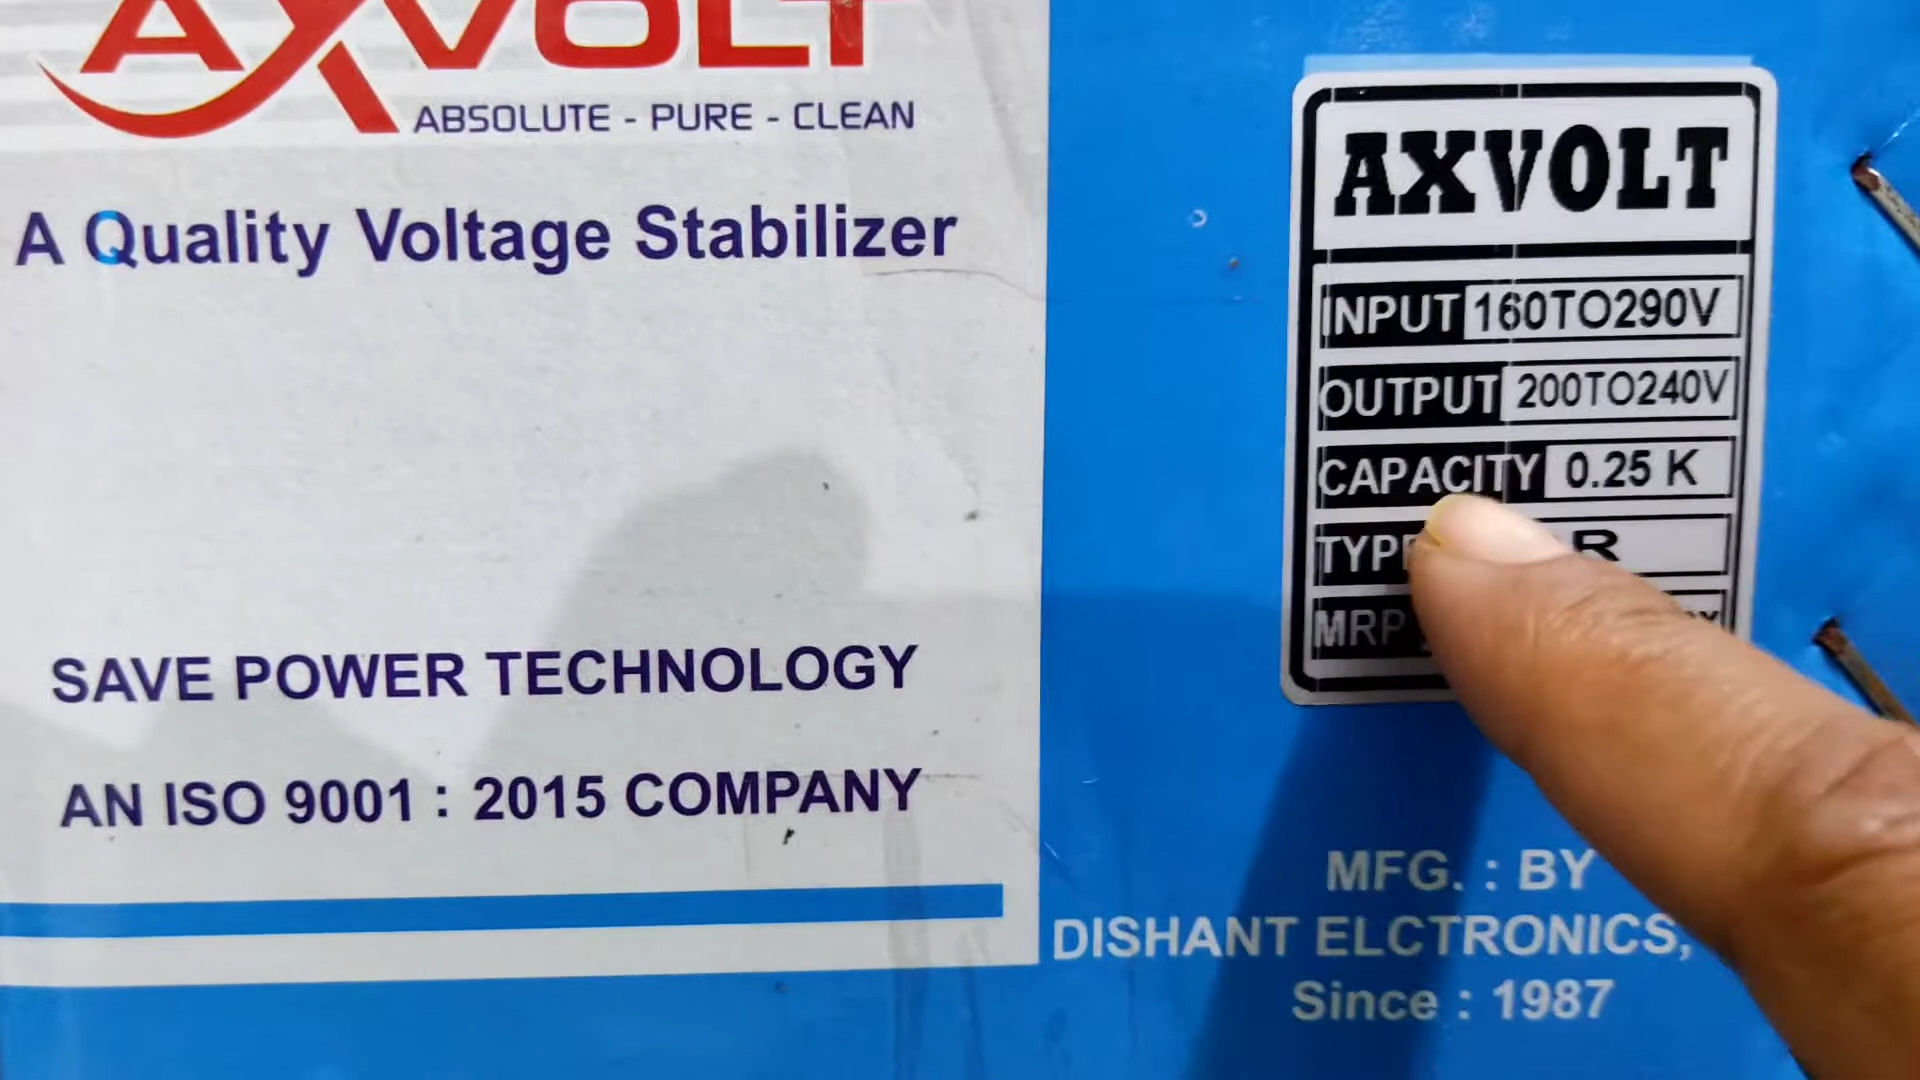 AXVOLT
ABSOLUTE - PURE - CLEAN
A Quality Voltage Stabilizer
SAVE POWER TECHNOLOGY
AN ISO 9001 : 2015 COMPANY
AXVOLT
INPUT 160TO290V
OUTPUT 200TO240V
CAPACITY 0.25 K
TYPE R
MRP
MFG. : BY
DISHANT ELCTRONICS,
Since : 1987